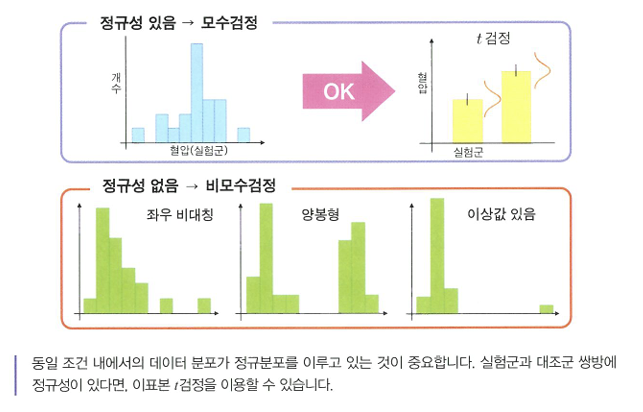 정규성 있음 → 모수검정
개수
혈압(실험군)
OK
t 검정
혈압
실험군
정규성 없음 → 비모수검정
좌우 비대칭
양봉형
이상값 있음
동일 조건 내에서의 데이터 분포가 정규분포를 이루고 있는 것이 중요합니다. 실험군과 대조군 쌍방에
정규성이 있다면, 이표본 t검정을 이용할 수 있습니다.